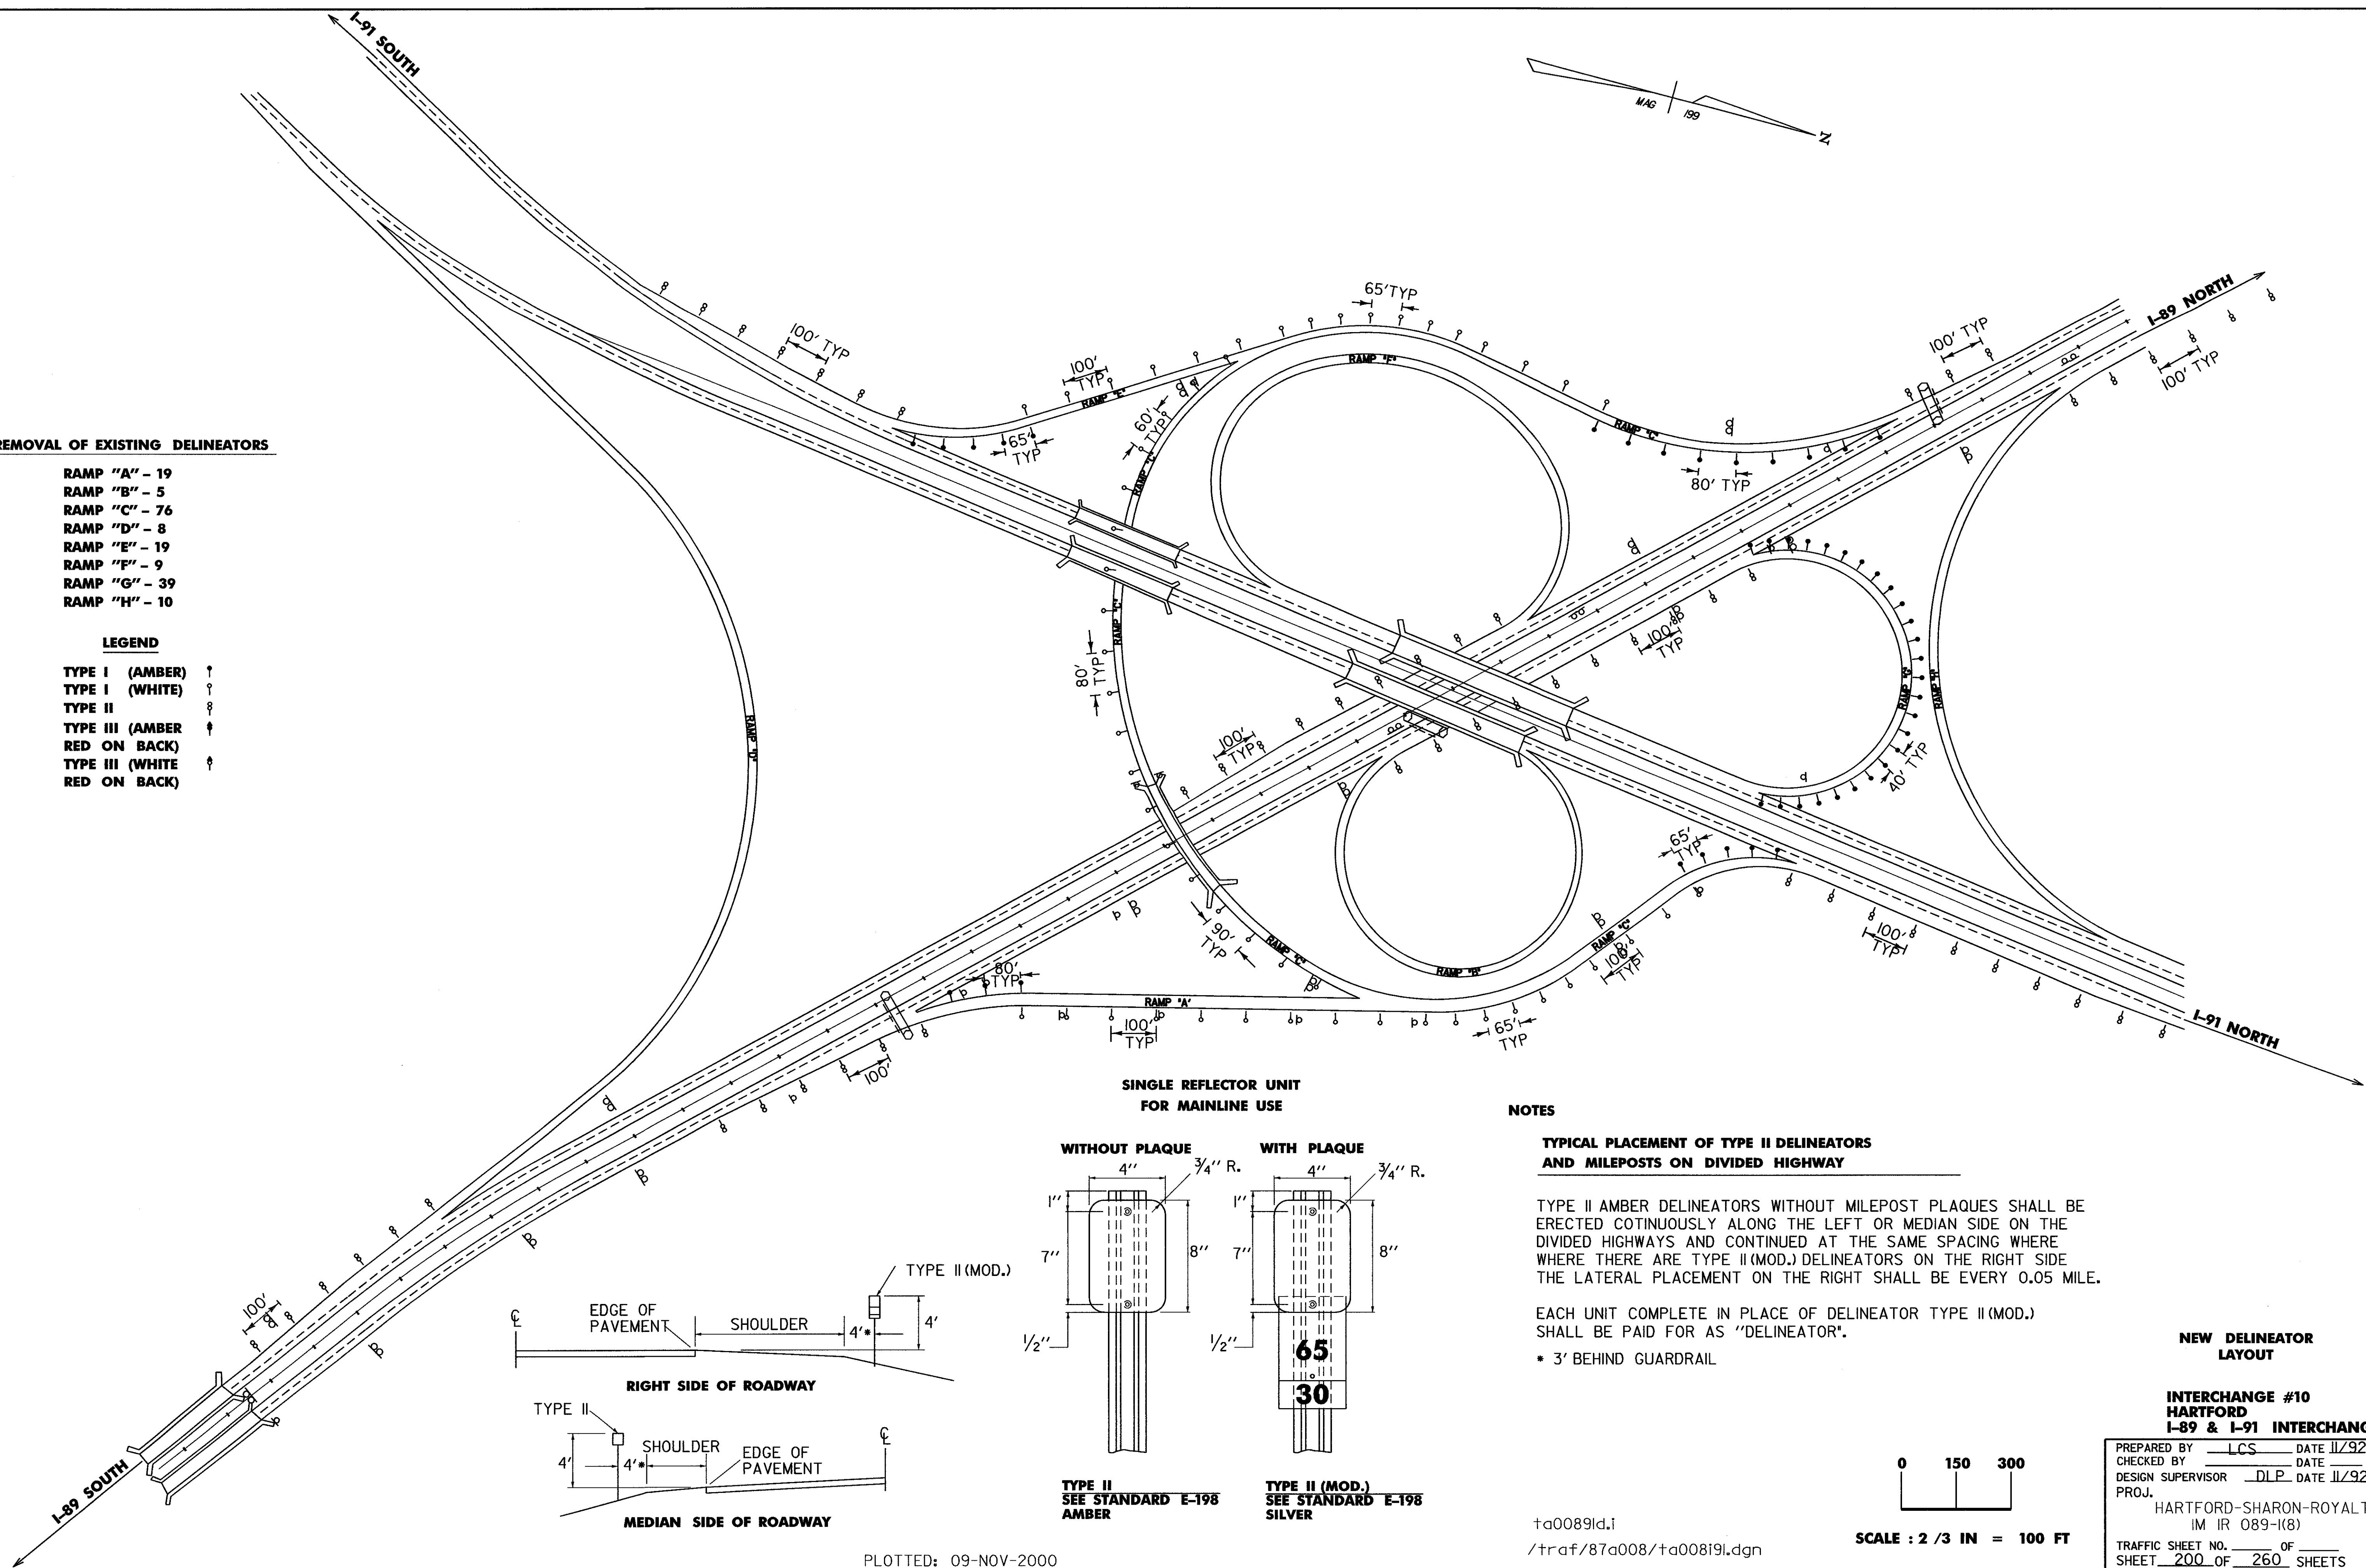 I-91 SOUTH
MAG
199
N
I-89 NORTH
65' TYP
100' TYP
100' TYP
100' TYP
100'
TYP
RAMP "F"
RAMP "E"
60'
TYP
65'
TYP
RAMP "C"
RAMP "C"
80' TYP
REMOVAL OF EXISTING DELINEATORS
RAMP "A" – 19
RAMP "B" – 5
RAMP "C" – 76
RAMP "D" – 8
RAMP "E" – 19
RAMP "F" – 9
RAMP "G" – 39
RAMP "H" – 10
LEGEND
TYPE I (AMBER)
TYPE I (WHITE)
TYPE II
TYPE III (AMBER
RED ON BACK)
TYPE III (WHITE
RED ON BACK)
RAMP "C"
100'
TYP
80'
TYP
RAMP "D"
100'
TYP
40' TYP
65'
TYP
90'
TYP
RAMP "C"
RAMP "C"
100'
TYP
100'
TYP
RAMP "B"
80'
TYP
RAMP "A"
100'
TYP
65'
TYP
100'
I-91 NORTH
100'
I-89 SOUTH
SINGLE REFLECTOR UNIT
FOR MAINLINE USE
WITHOUT PLAQUE
WITH PLAQUE
4''
3/4'' R.
4''
3/4'' R.
1''
7''
8''
1/2''
1''
7''
8''
1/2''
65
30
TYPE II
SEE STANDARD E–198
AMBER
TYPE II (MOD.)
SEE STANDARD E–198
SILVER
TYPE II (MOD.)
EDGE OF
PAVEMENT
SHOULDER
4'*
4'
RIGHT SIDE OF ROADWAY
TYPE II
4'
4'*
SHOULDER
EDGE OF
PAVEMENT
MEDIAN SIDE OF ROADWAY
NOTES
TYPICAL PLACEMENT OF TYPE II DELINEATORS
AND MILEPOSTS ON DIVIDED HIGHWAY
TYPE II AMBER DELINEATORS WITHOUT MILEPOST PLAQUES SHALL BE
ERECTED COTINUOUSLY ALONG THE LEFT OR MEDIAN SIDE ON THE
DIVIDED HIGHWAYS AND CONTINUED AT THE SAME SPACING WHERE
WHERE THERE ARE TYPE II (MOD.) DELINEATORS ON THE RIGHT SIDE
THE LATERAL PLACEMENT ON THE RIGHT SHALL BE EVERY 0.05 MILE.
EACH UNIT COMPLETE IN PLACE OF DELINEATOR TYPE II (MOD.)
SHALL BE PAID FOR AS "DELINEATOR".
* 3' BEHIND GUARDRAIL
NEW DELINEATOR
LAYOUT
INTERCHANGE #10
HARTFORD
I–89 & I–91 INTERCHANG
0 150 300
SCALE : 2 /3 IN = 100 FT
PREPARED BY LCS DATE 11/92
CHECKED BY DATE
DESIGN SUPERVISOR DLP DATE 11/92
PROJ.
HARTFORD-SHARON-ROYALT
IM IR 089-1(8)
TRAFFIC SHEET NO. OF
SHEET 200 OF 260 SHEETS
ta0089ld.i
/traf/87a008/ta008i9l.dgn
PLOTTED: 09-NOV-2000